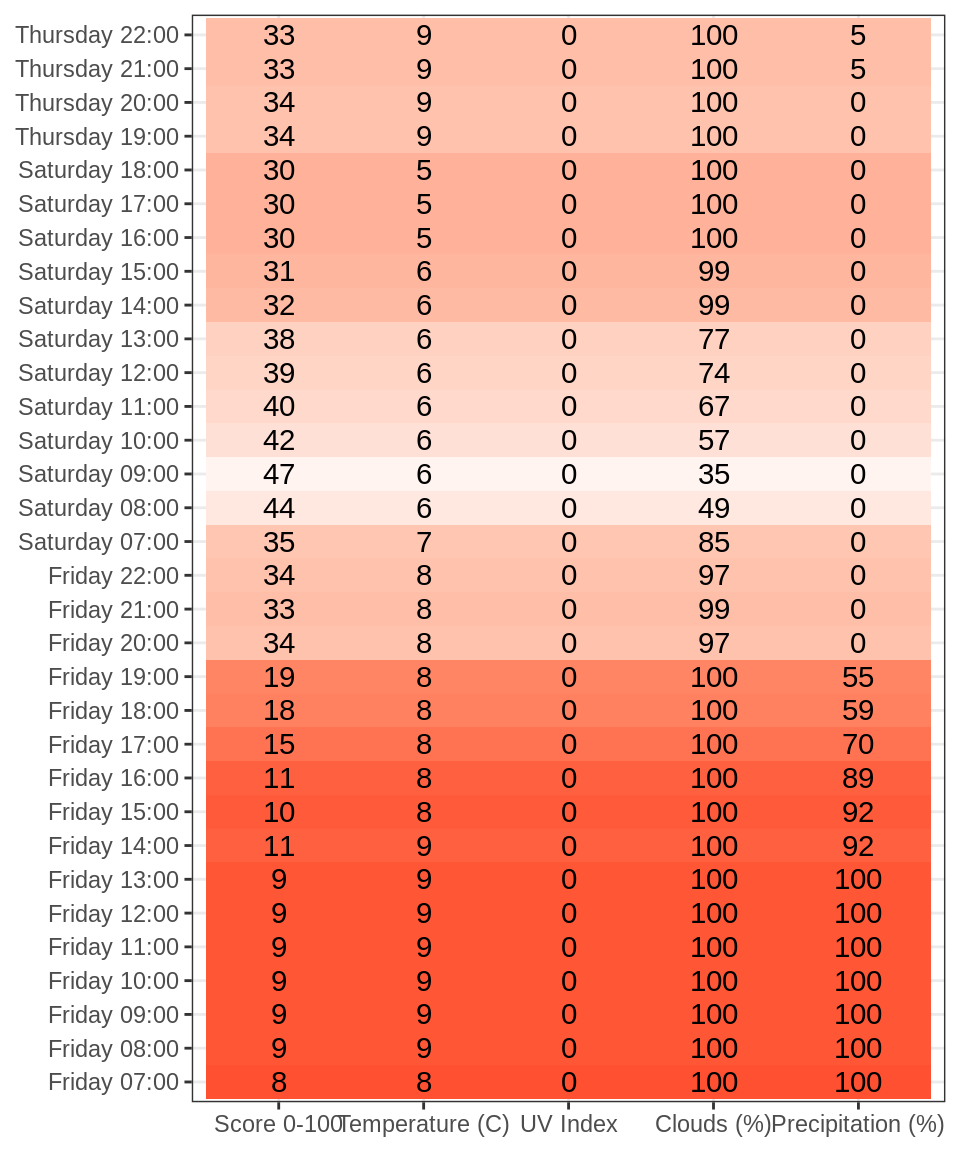 Thursday 22:00 33 9 0 100 5
Thursday 21:00 33 9 0 100 5
Thursday 20:00 34 9 0 100 0
Thursday 19:00 34 9 0 100 0
Saturday 18:00 30 5 0 100 0
Saturday 17:00 30 5 0 100 0
Saturday 16:00 30 5 0 100 0
Saturday 15:00 31 6 0 99 0
Saturday 14:00 32 6 0 99 0
Saturday 13:00 38 6 0 77 0
Saturday 12:00 39 6 0 74 0
Saturday 11:00 40 6 0 67 0
Saturday 10:00 42 6 0 57 0
Saturday 09:00 47 6 0 35 0
Saturday 08:00 44 6 0 49 0
Saturday 07:00 35 7 0 85 0
Friday 22:00 34 8 0 97 0
Friday 21:00 33 8 0 99 0
Friday 20:00 34 8 0 97 0
Friday 19:00 19 8 0 100 55
Friday 18:00 18 8 0 100 59
Friday 17:00 15 8 0 100 70
Friday 16:00 11 8 0 100 89
Friday 15:00 10 8 0 100 92
Friday 14:00 11 9 0 100 92
Friday 13:00 9 9 0 100 100
Friday 12:00 9 9 0 100 100
Friday 11:00 9 9 0 100 100
Friday 10:00 9 9 0 100 100
Friday 09:00 9 9 0 100 100
Friday 08:00 9 9 0 100 100
Friday 07:00 8 8 0 100 100
Score 0-100 Temperature (C) UV Index Clouds (%) Precipitation (%)